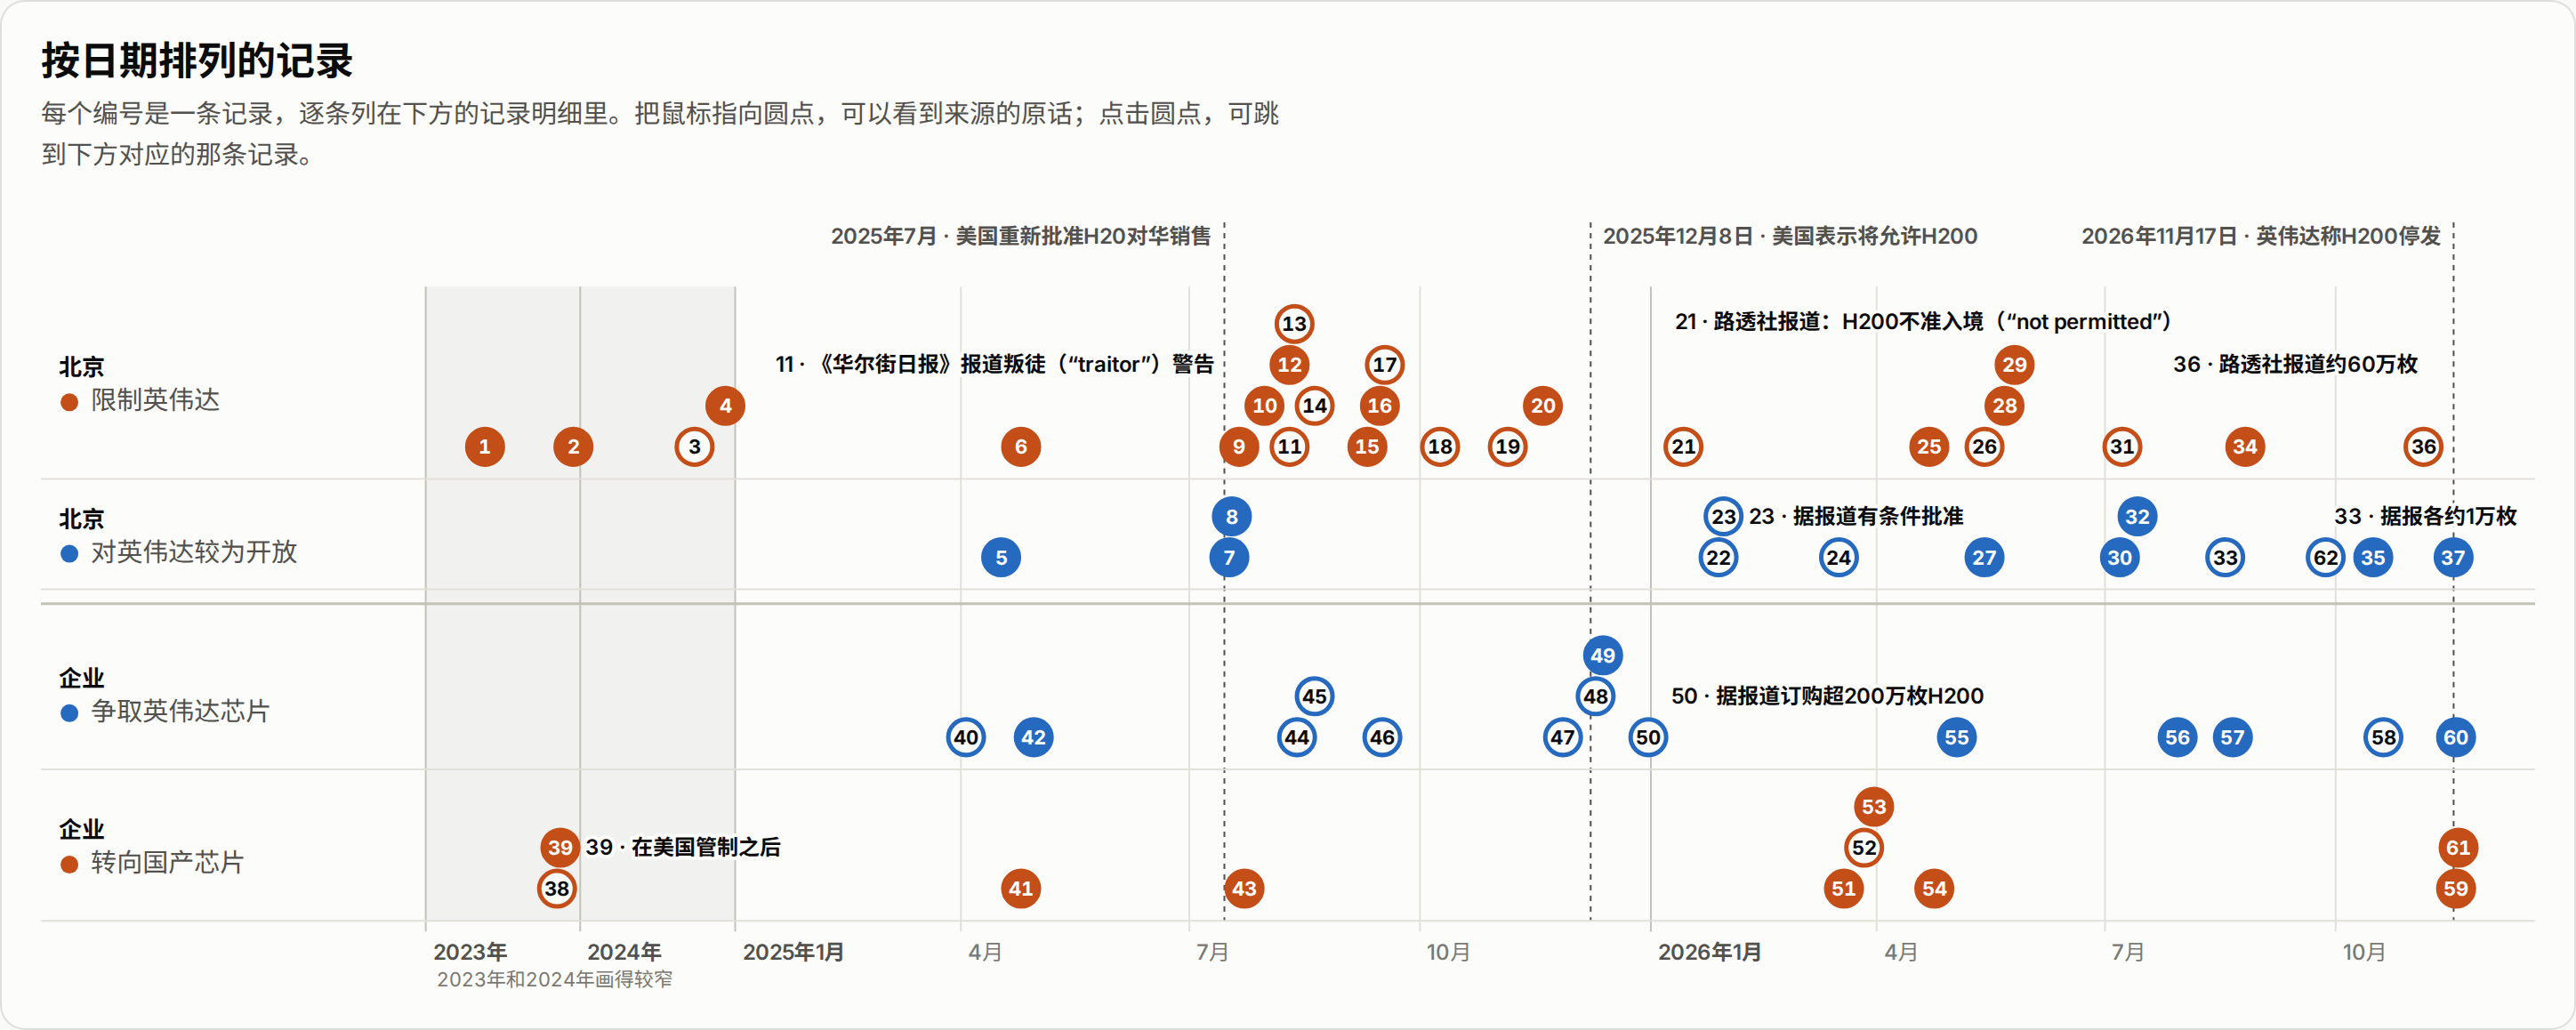 按日期排列的记录
每个编号是一条记录，逐条列在下方的记录明细里。把鼠标指向圆点，可以看到来源的原话；点击圆点，可跳
到下方对应的那条记录。
2025年7月 · 美国重新批准H20对华销售
2025年12月8日 · 美国表示将允许H200
2026年11月17日 · 英伟达称H200停发
北京
限制英伟达
13
21 · 路透社报道：H200不准入境（“not permitted”）
11 · 《华尔街日报》报道叛徒（“traitor”）警告
12
17
29
36 · 路透社报道约60万枚
4
10
14
16
20
28
1
2
3
6
9
11
15
18
19
21
25
26
31
34
36
北京
对英伟达较为开放
8
23
23 · 据报道有条件批准
32
33 · 据报各约1万枚
5
7
22
24
27
30
33
62
35
37
企业
争取英伟达芯片
49
45
48
50 · 据报道订购超200万枚H200
40
42
44
46
47
50
55
56
57
58
60
企业
转向国产芯片
53
39
39 · 在美国管制之后
52
61
38
41
43
51
54
59
2023年
2024年
2025年1月
4月
7月
10月
2026年1月
4月
7月
10月
2023年和2024年画得较窄